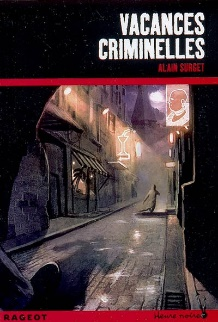 VACANCES
CRIMINELLES
ALAIN SURGET
RAGEOT
Heure noire